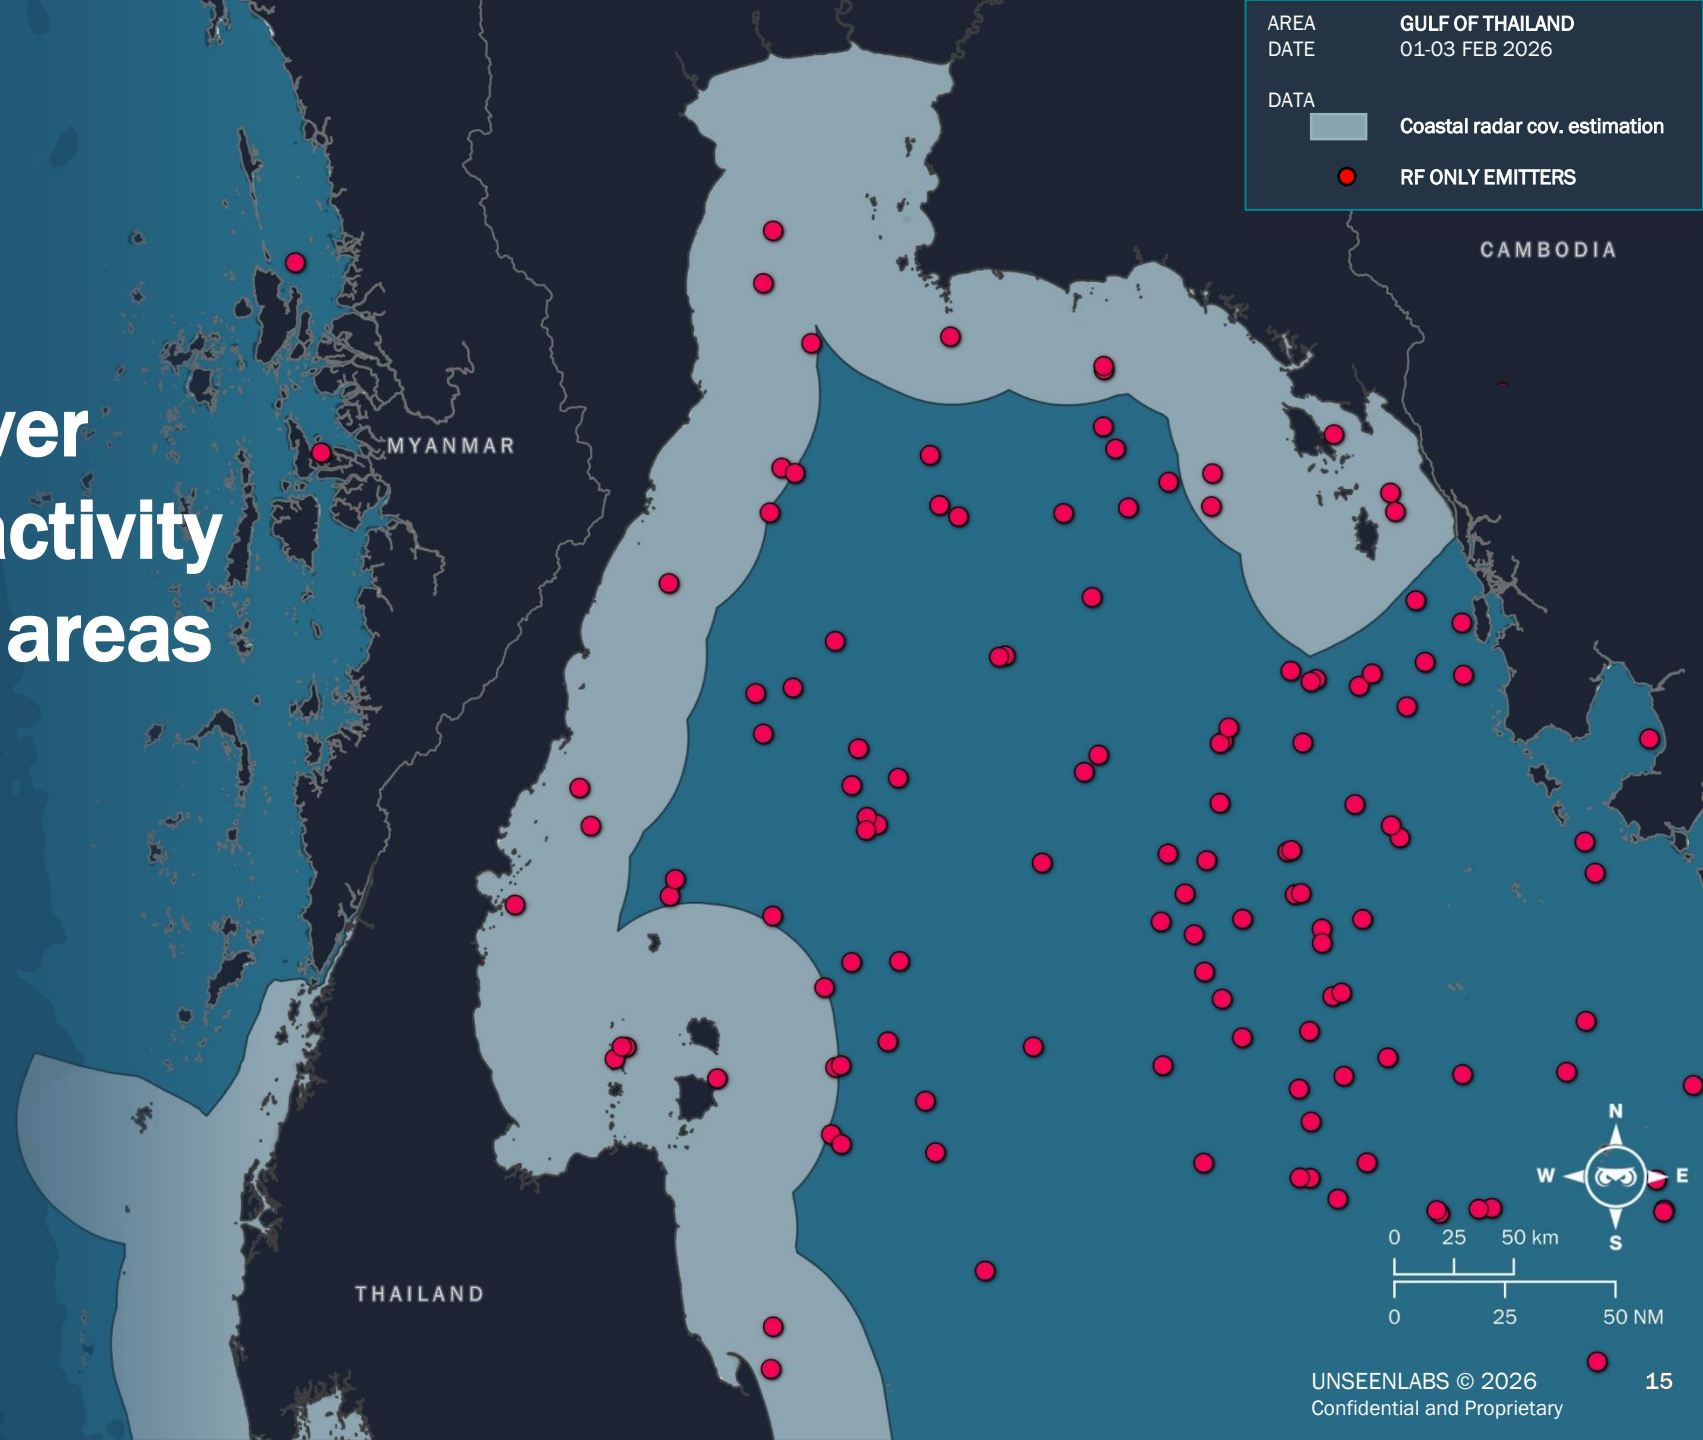 AREA GULF OF THAILAND
DATE 01-03 FEB 2026
DATA
Coastal radar cov. estimation
RF ONLY EMITTERS
CAMBODIA
MYANMAR
activity
areas
THAILAND
N
W E
S
0 25 50 km
0 25 50 NM
UNSEENLABS © 2026 15
Confidential and Proprietary